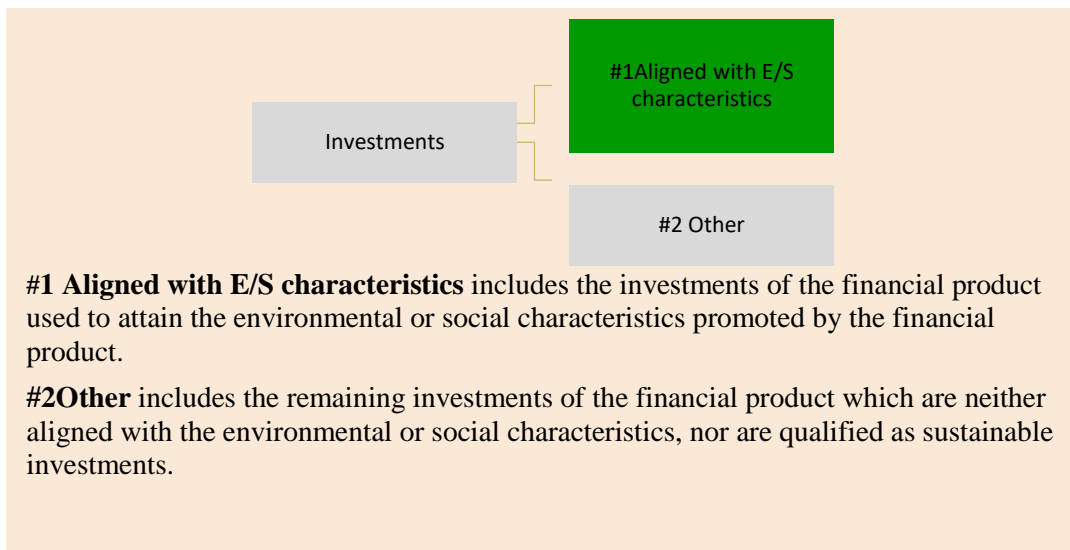 #1Aligned with E/S
characteristics
Investments
#2 Other
#1 Aligned with E/S characteristics includes the investments of the financial product
used to attain the environmental or social characteristics promoted by the financial
product.
#2Other includes the remaining investments of the financial product which are neither
aligned with the environmental or social characteristics, nor are qualified as sustainable
investments.